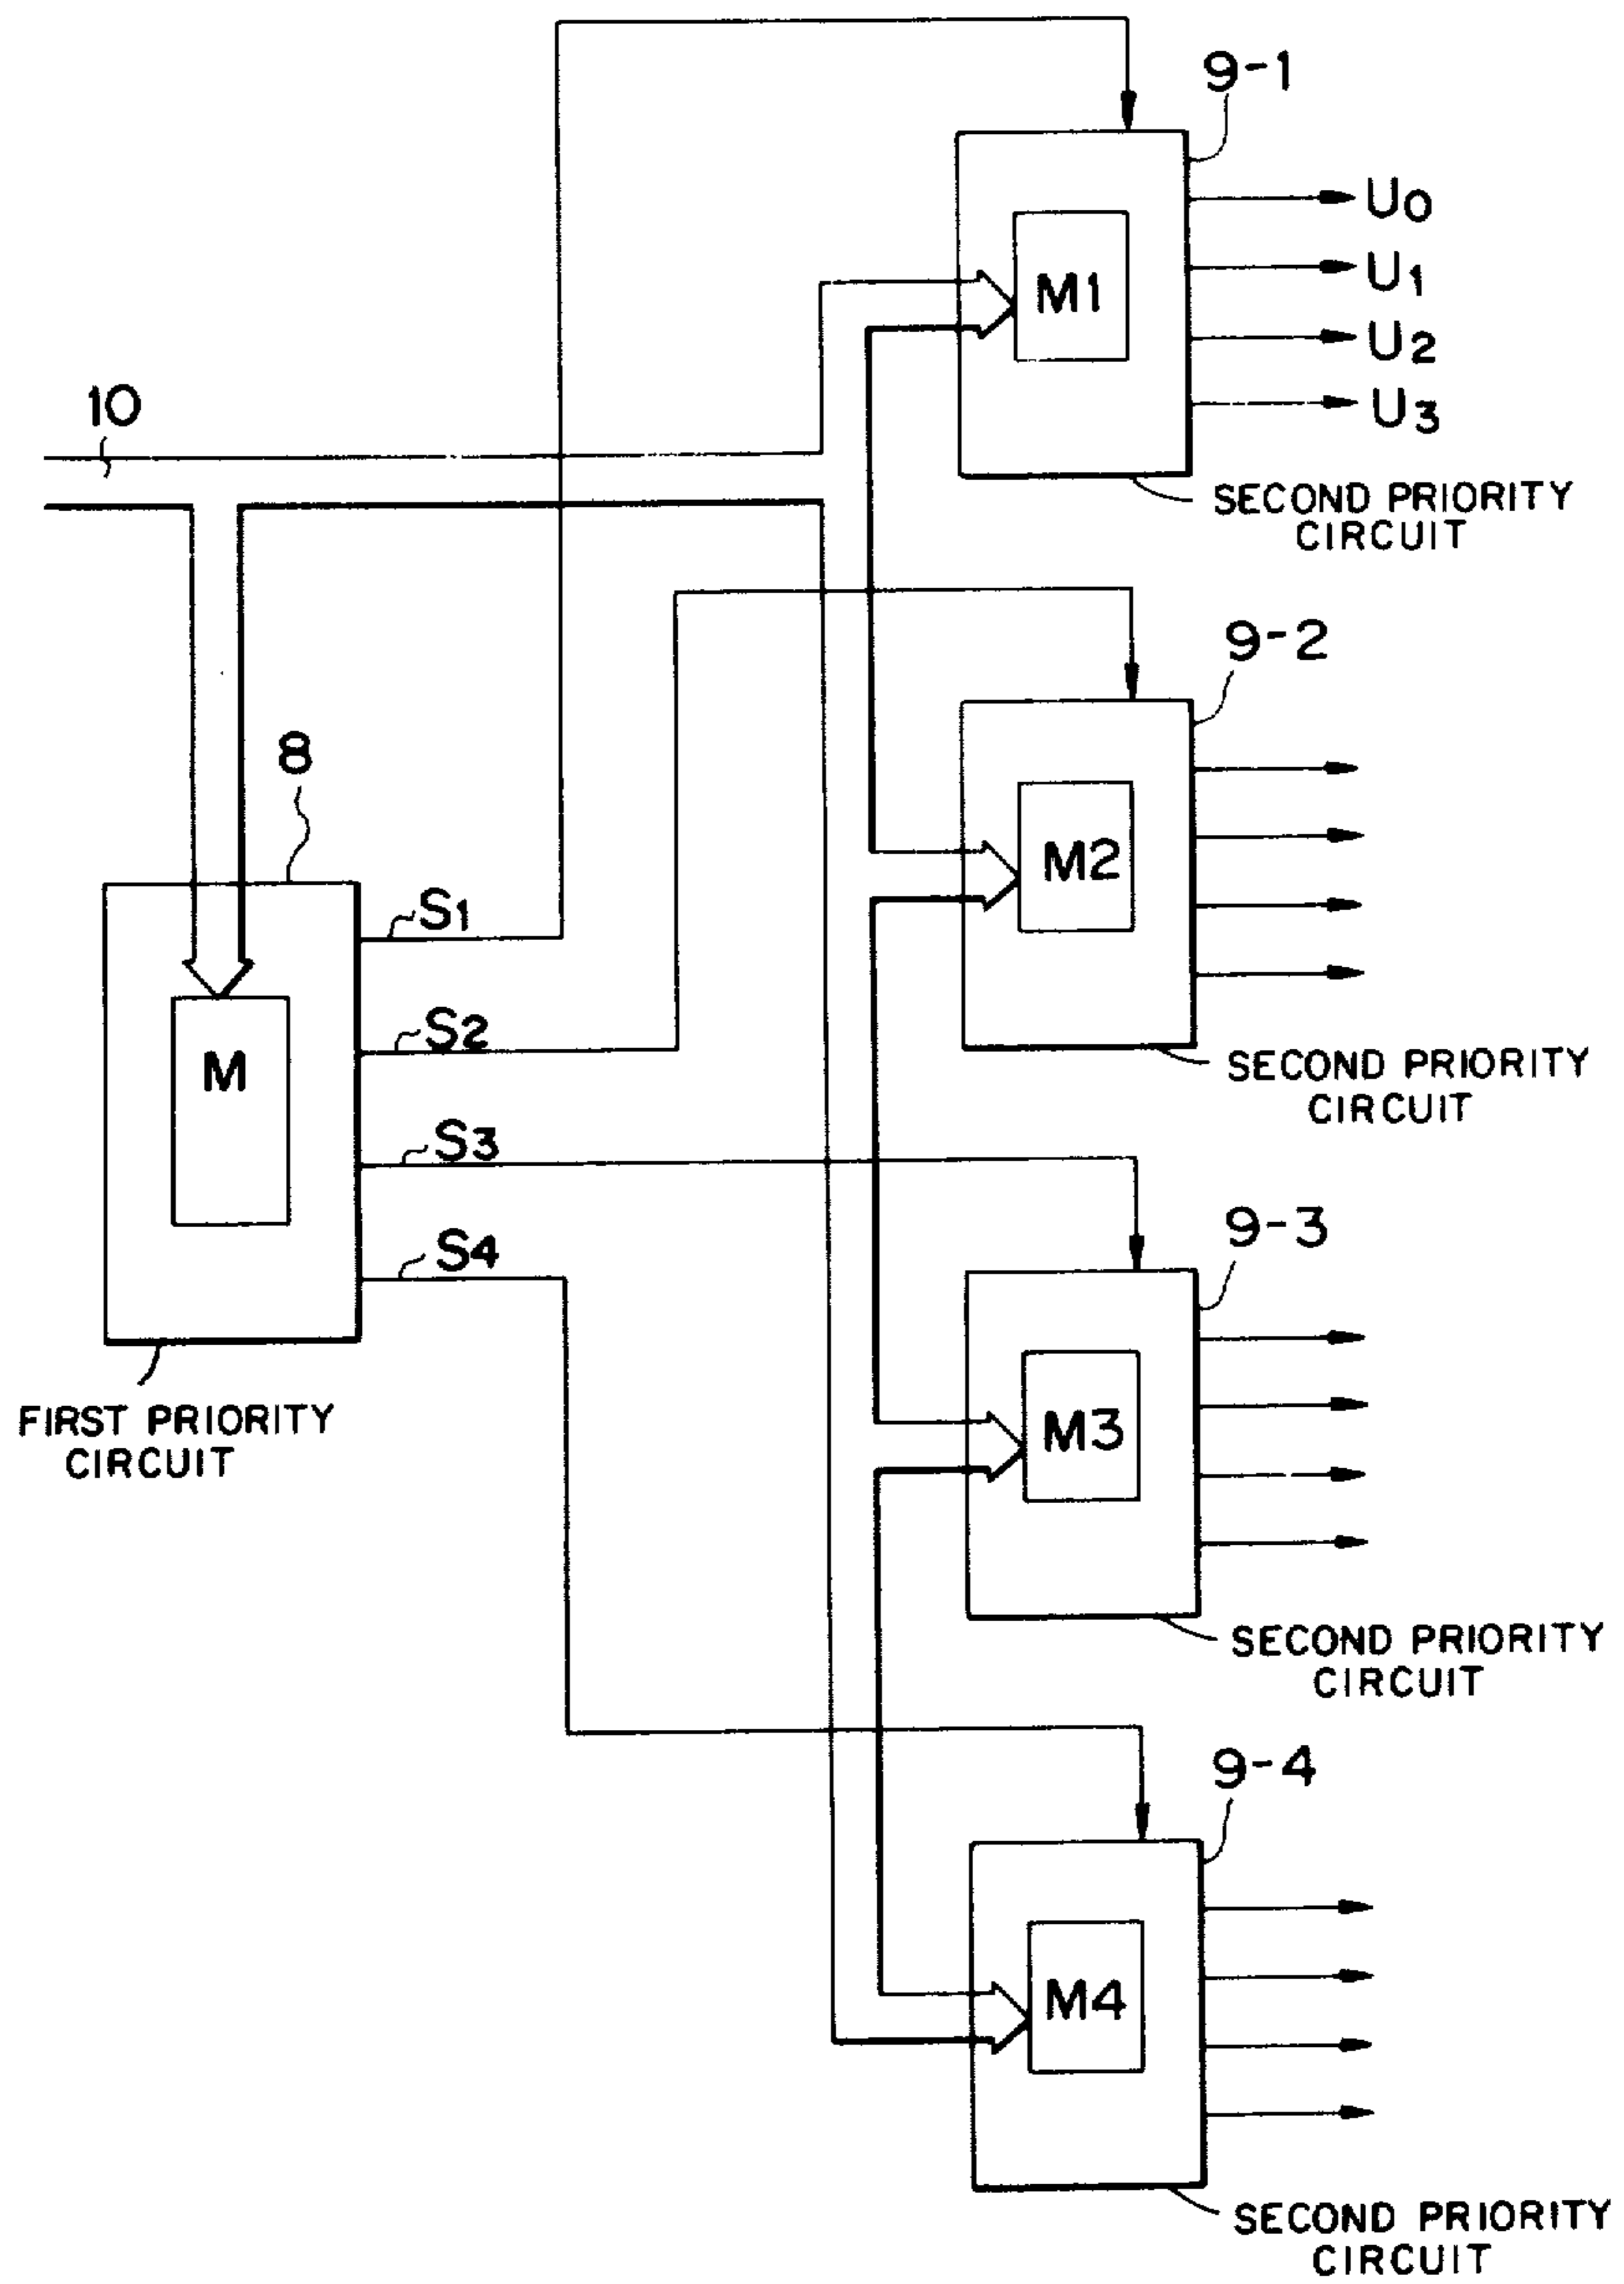 9-1
U0
U1
M1
U2
10
U3
SECOND PRIORITY
CIRCUIT
9-2
8
M2
S1
S2
M
SECOND PRIORITY
CIRCUIT
S3
9-3
S4
FIRST PRIORITY
CIRCUIT
M3
SECOND PRIORITY
CIRCUIT
9-4
M4
SECOND PRIORITY
CIRCUIT